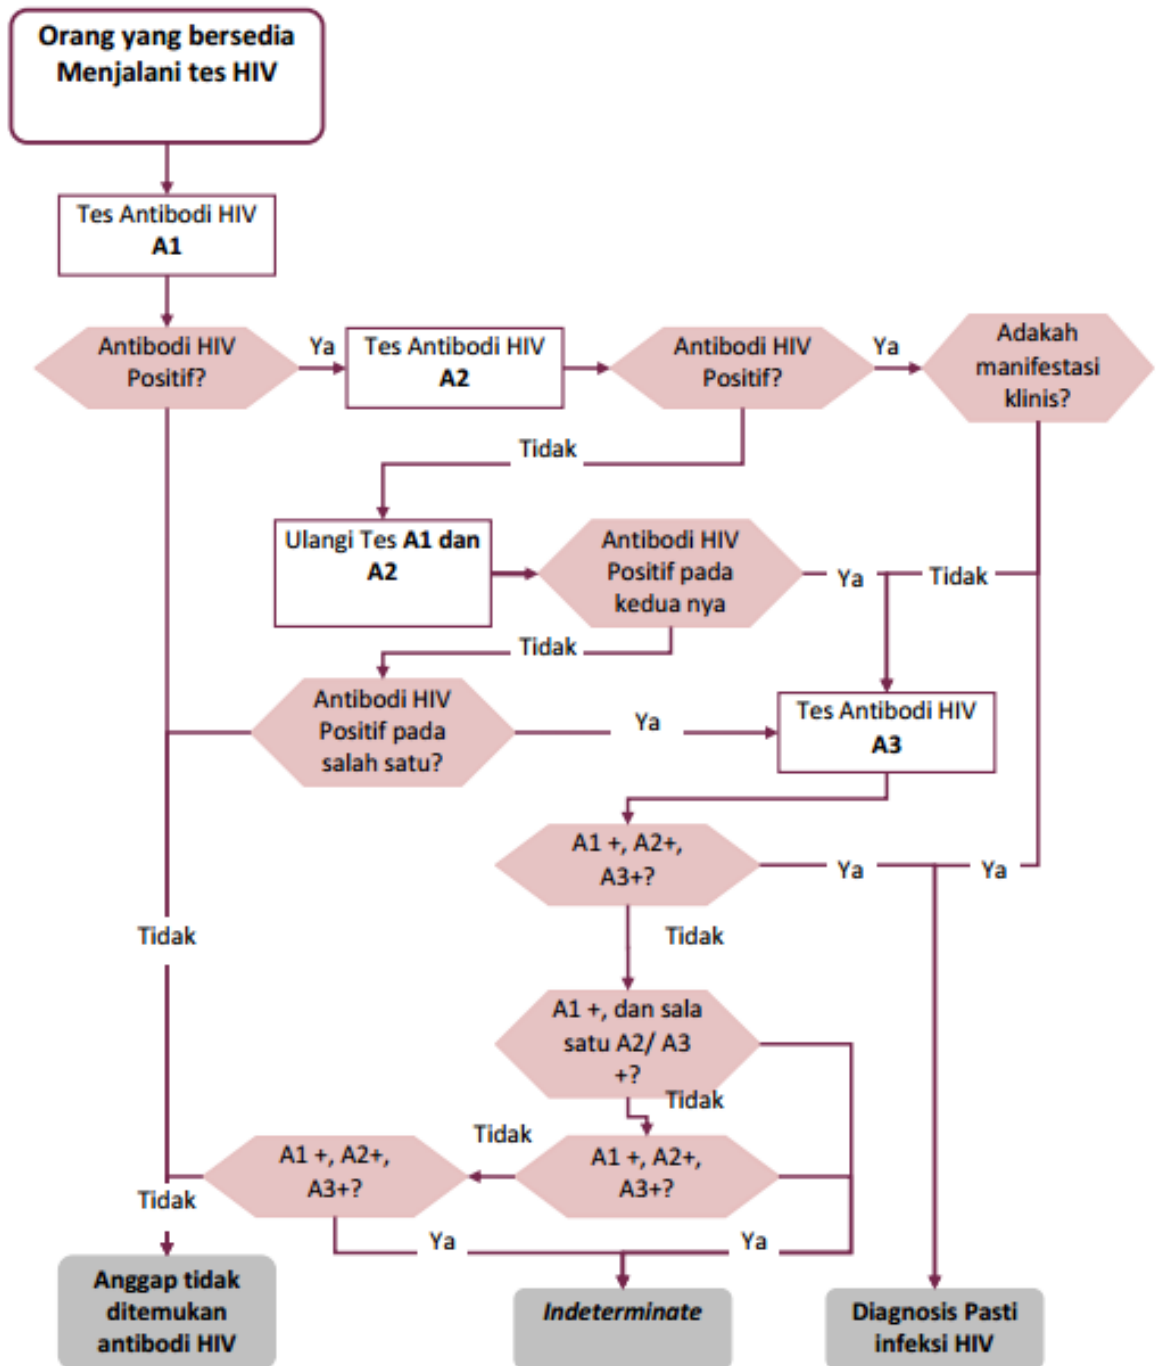 Orang yang bersedia
Menjalani tes HIV
Tes Antibodi HIV
A1
Antibodi HIV
Positif?
Ya
Tes Antibodi HIV
A2
Antibodi HIV
Positif?
Ya
Adakah
manifestasi
klinis?
Tidak
Ulangi Tes A1 dan
A2
Antibodi HIV
Positif pada
kedua nya
Ya
Tidak
Tidak
Antibodi HIV
Positif pada
salah satu?
Ya
Tes Antibodi HIV
A3
A1 +, A2+,
A3+?
Ya
Ya
Tidak
Tidak
A1 +, dan sala
satu A2/ A3
+?
Tidak
Tidak
A1 +, A2+,
A3+?
A1 +, A2+,
A3+?
Tidak
Ya
Ya
Anggap tidak
ditemukan
antibodi HIV
Indeterminate
Diagnosis Pasti
infeksi HIV